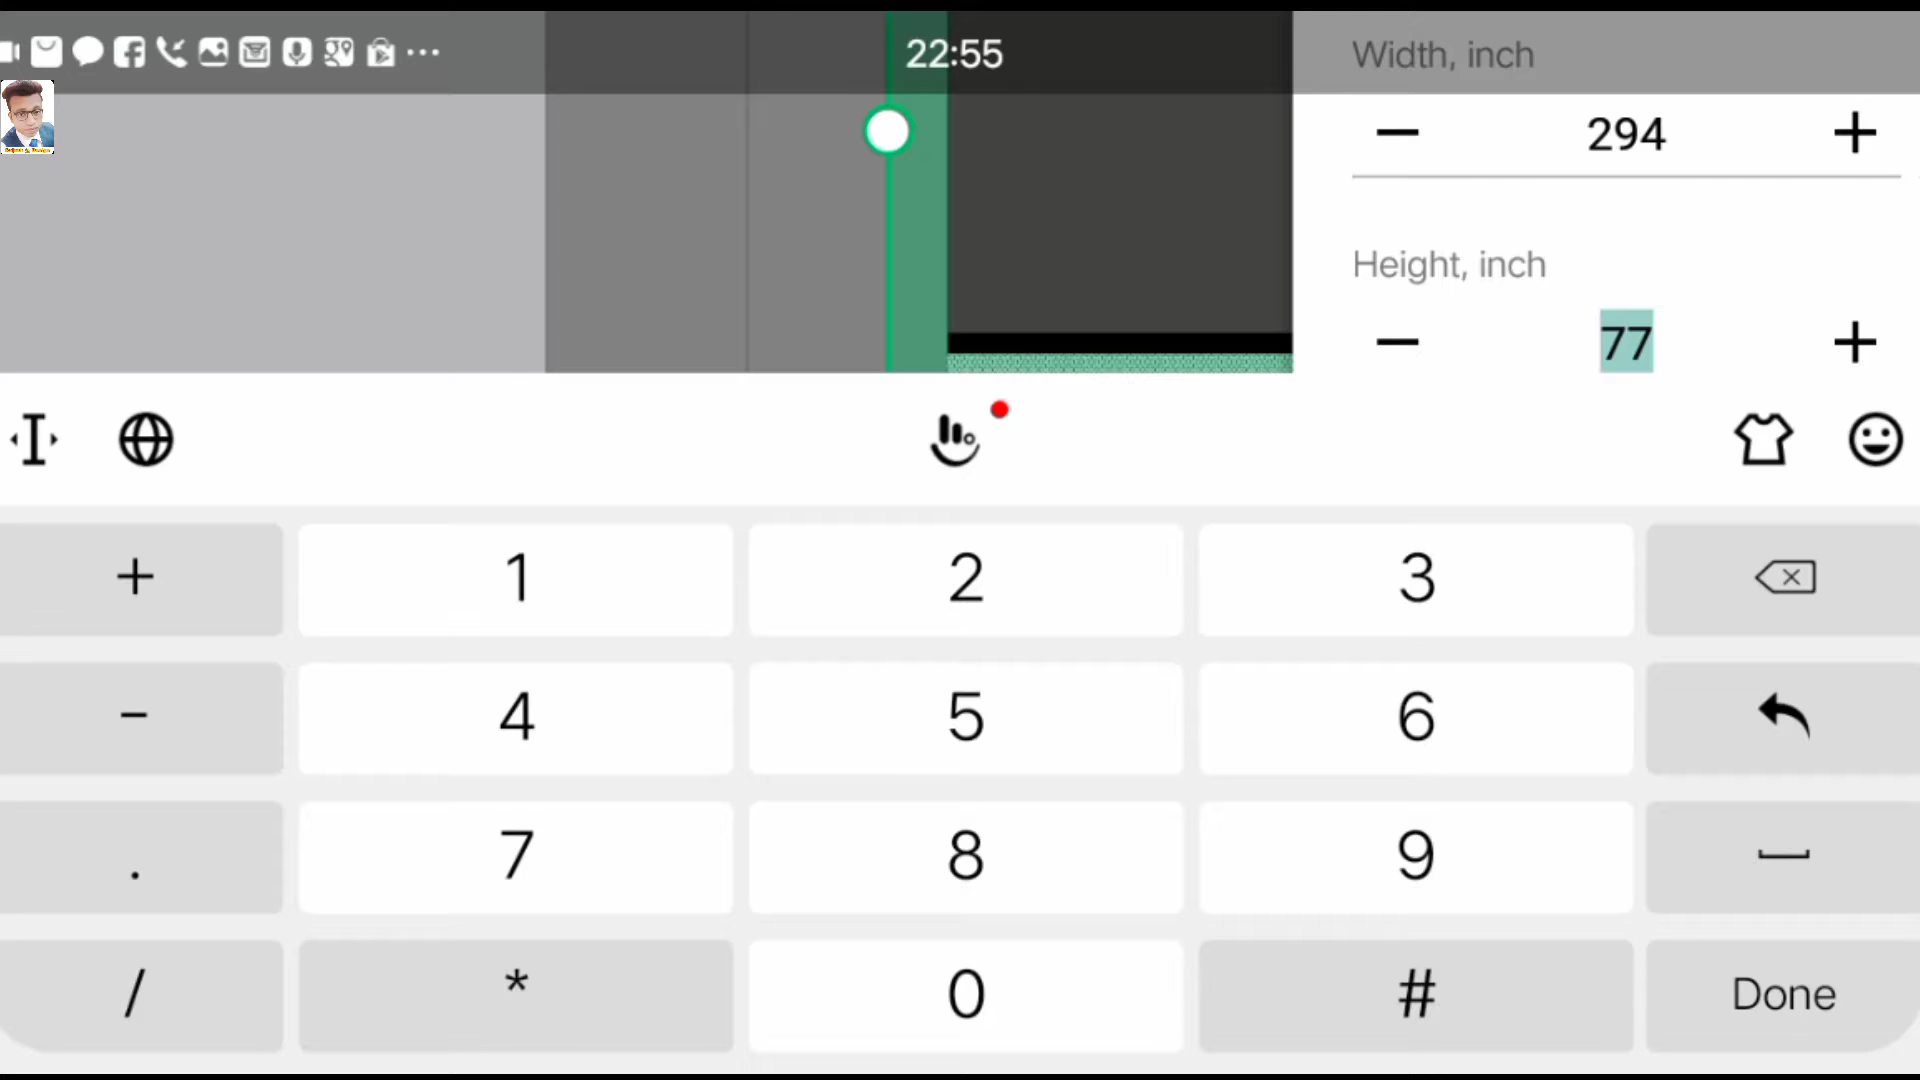 22:55
Width, inch
− 294 +
Height, inch
− 77 +
+ 1 2 3
- 4 5 6
. 7 8 9
/ * 0 # Done